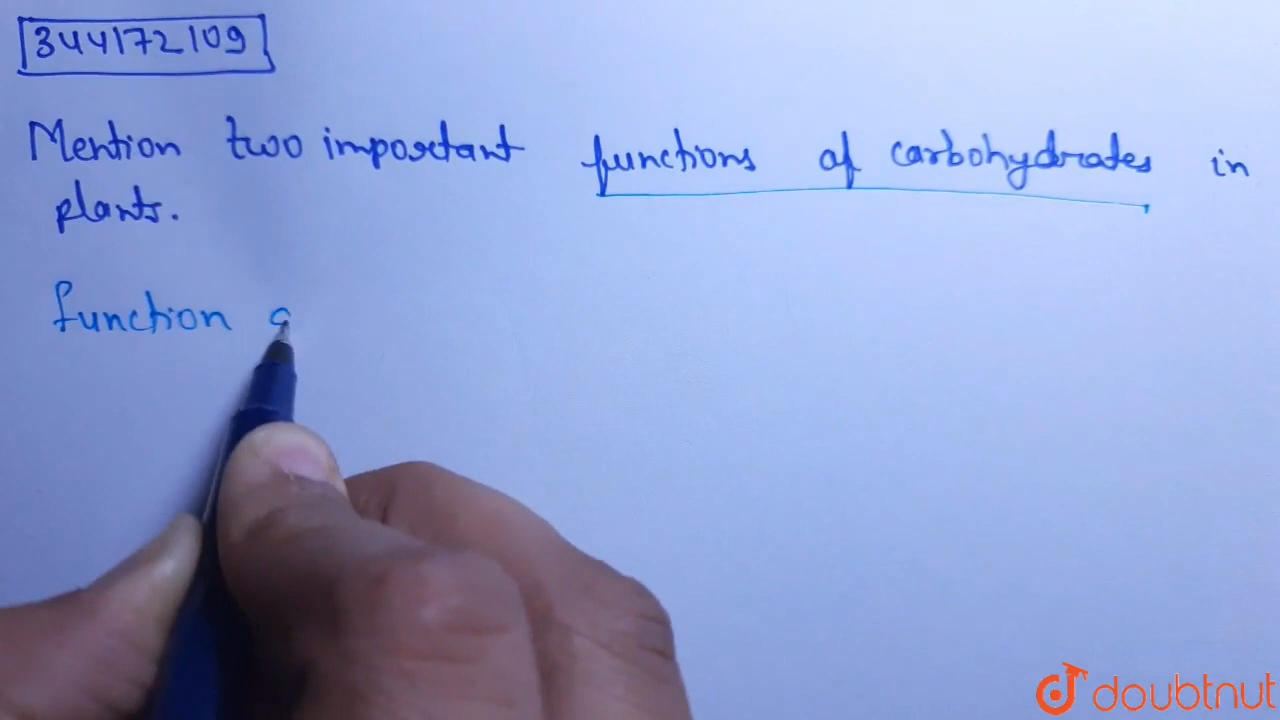 344172109
Mention two important functions of carbohydrates in
plants.
function
doubtnut